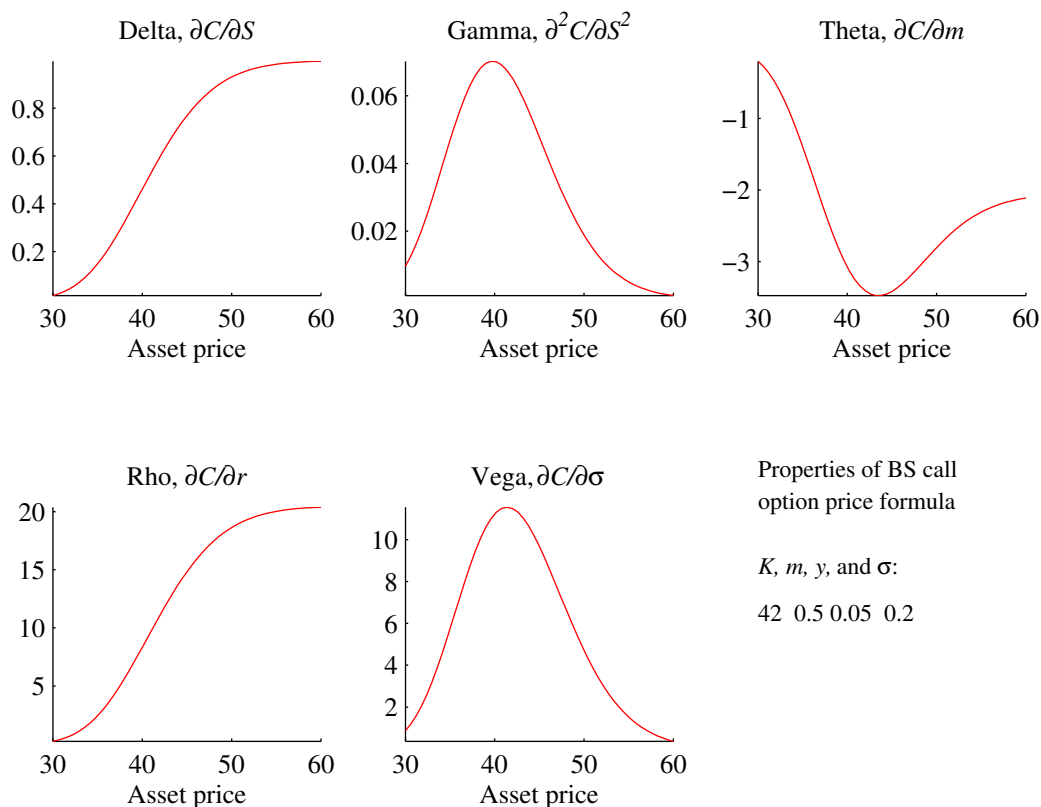 Delta, ∂C/∂S
0.8
0.6
0.4
0.2
30 40 50 60
Asset price
Gamma, ∂²C/∂S²
0.06
0.04
0.02
30 40 50 60
Asset price
Theta, ∂C/∂m
−1
−2
−3
30 40 50 60
Asset price
Rho, ∂C/∂r
20
15
10
5
30 40 50 60
Asset price
Vega, ∂C/∂σ
10
8
6
4
2
30 40 50 60
Asset price
Properties of BS call
option price formula
K, m, y, and σ:
42 0.5 0.05 0.2